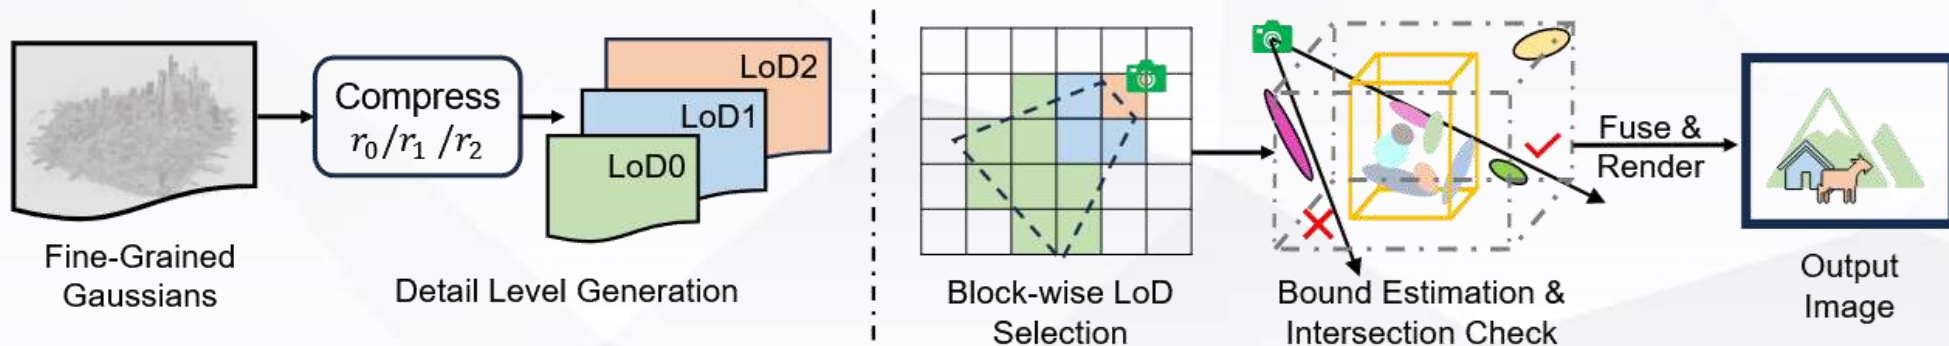 Fine-Grained
Gaussians
Compress
r₀/r₁ /r₂
LoD2
LoD1
LoD0
Detail Level Generation
Block-wise LoD
Selection
Bound Estimation &
Intersection Check
Fuse &
Render
Output
Image